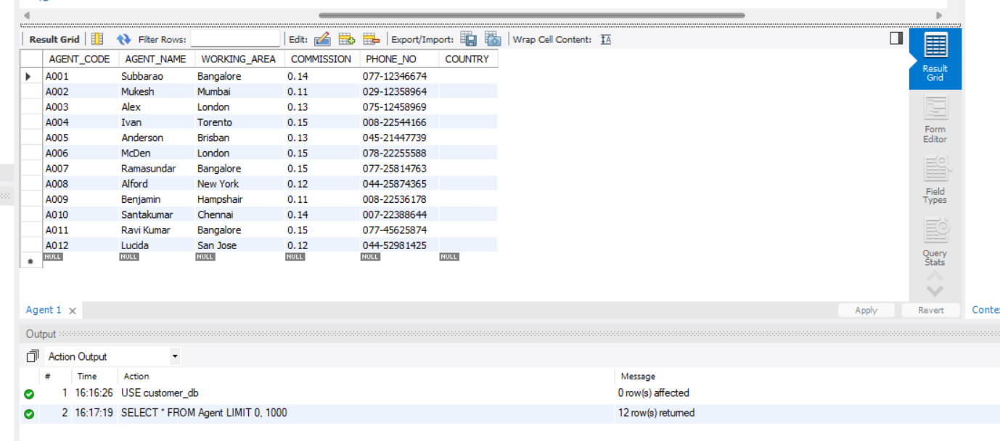 Result Grid Filter Rows: Edit: Export/Import: Wrap Cell Content: IA
AGENT_CODE AGENT_NAME WORKING_AREA COMMISSION PHONE_NO COUNTRY
A001 Subbarao Bangalore 0.14 077-12346674
A002 Mukesh Mumbai 0.11 029-12358964
A003 Alex London 0.13 075-12458969
A004 Ivan Torento 0.15 008-22544166
A005 Anderson Brisban 0.13 045-21447739
A006 McDen London 0.15 078-22255588
A007 Ramasundar Bangalore 0.15 077-25814763
A008 Alford New York 0.12 044-25874365
A009 Benjamin Hampshair 0.11 008-22536178
A010 Santakumar Chennai 0.14 007-22388644
A011 Ravi Kumar Bangalore 0.15 077-45625874
A012 Lucida San Jose 0.12 044-52981425
NULL NULL NULL NULL NULL NULL
Result
Grid
Form
Editor
Field
Types
Query
Stats
Agent 1 Apply Revert
Output
Action Output
# Time Action Message
1 16:16:26 USE customer_db 0 row(s) affected
2 16:17:19 SELECT * FROM Agent LIMIT 0, 1000 12 row(s) returned